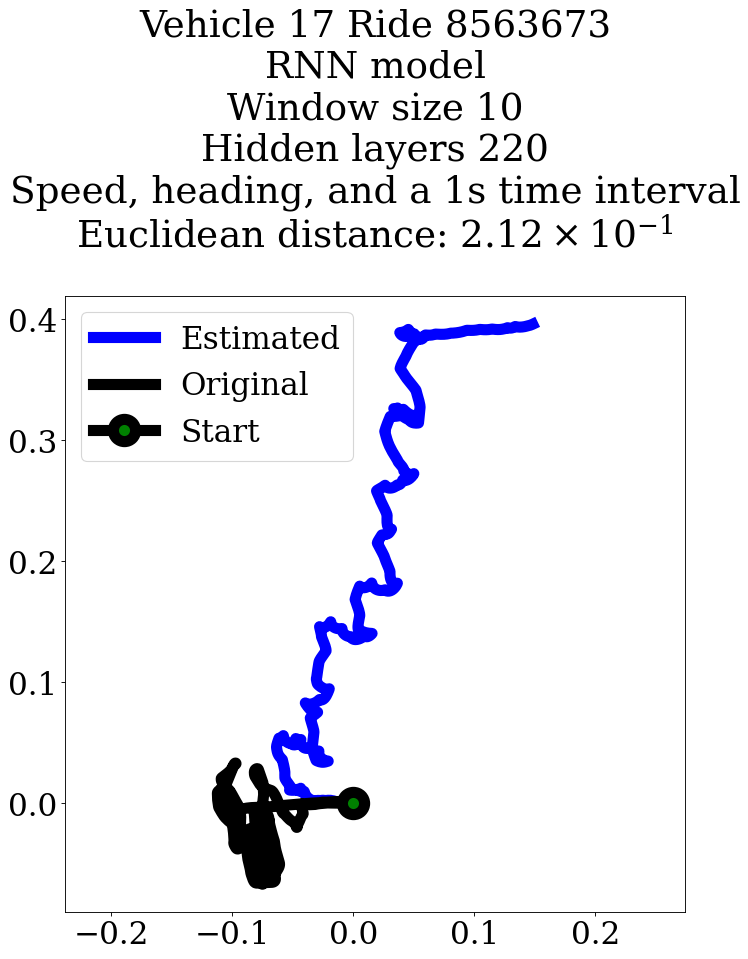 Vehicle 17 Ride 8563673
RNN model
Window size 10
Hidden layers 220
Speed, heading, and a 1s time interval
Euclidean distance: 2.12 × 10⁻¹
Estimated
Original
Start
0.4
0.3
0.2
0.1
0.0
−0.2
−0.1
0.0
0.1
0.2